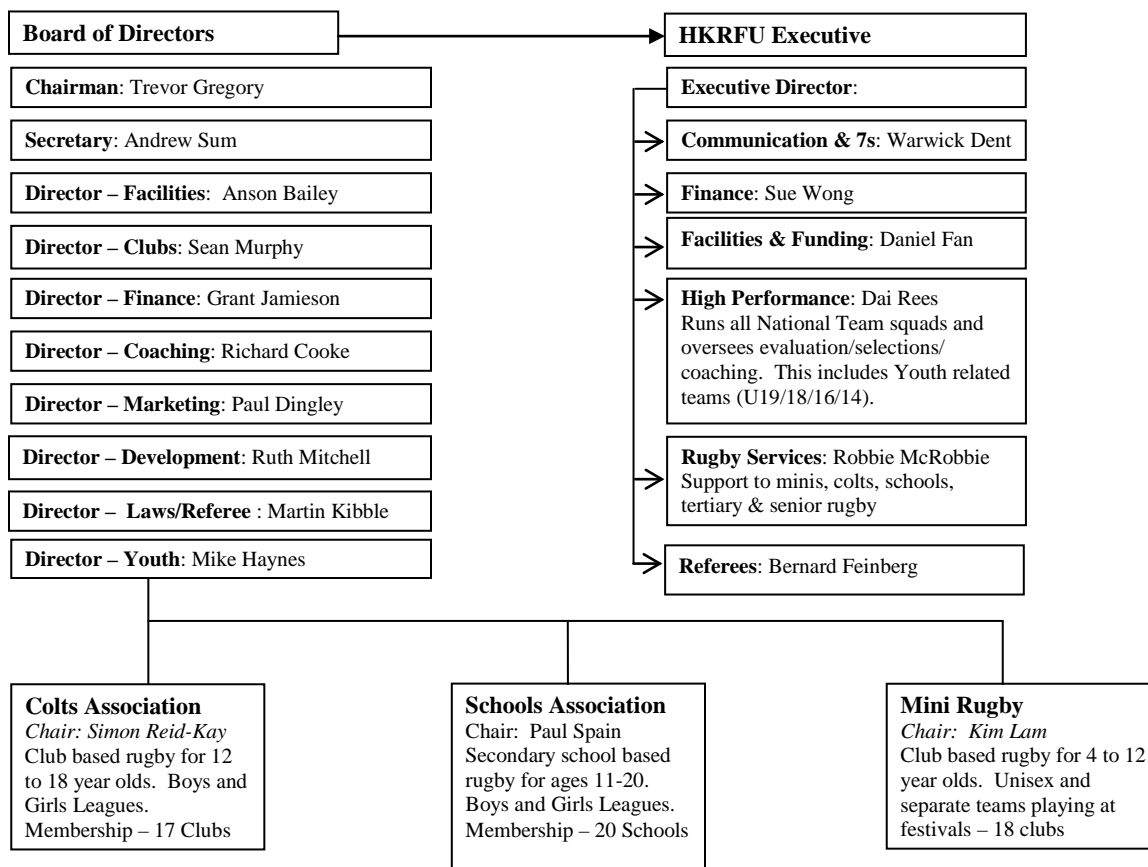 Board of Directors
Chairman: Trevor Gregory
Secretary: Andrew Sum
Director – Facilities: Anson Bailey
Director – Clubs: Sean Murphy
Director – Finance: Grant Jamieson
Director – Coaching: Richard Cooke
Director – Marketing: Paul Dingley
Director – Development: Ruth Mitchell
Director – Laws/Referee : Martin Kibble
Director – Youth: Mike Haynes
HKRFU Executive
Executive Director:
Communication & 7s: Warwick Dent
Finance: Sue Wong
Facilities & Funding: Daniel Fan
High Performance: Dai Rees
Runs all National Team squads and
oversees evaluation/selections/
coaching. This includes Youth related
teams (U19/18/16/14).
Rugby Services: Robbie McRobbie
Support to minis, colts, schools,
tertiary & senior rugby
Referees: Bernard Feinberg
Colts Association
Chair: Simon Reid-Kay
Club based rugby for 12
to 18 year olds. Boys and
Girls Leagues.
Membership – 17 Clubs
Schools Association
Chair: Paul Spain
Secondary school based
rugby for ages 11-20.
Boys and Girls Leagues.
Membership – 20 Schools
Mini Rugby
Chair: Kim Lam
Club based rugby for 4 to 12
year olds. Unisex and
separate teams playing at
festivals – 18 clubs